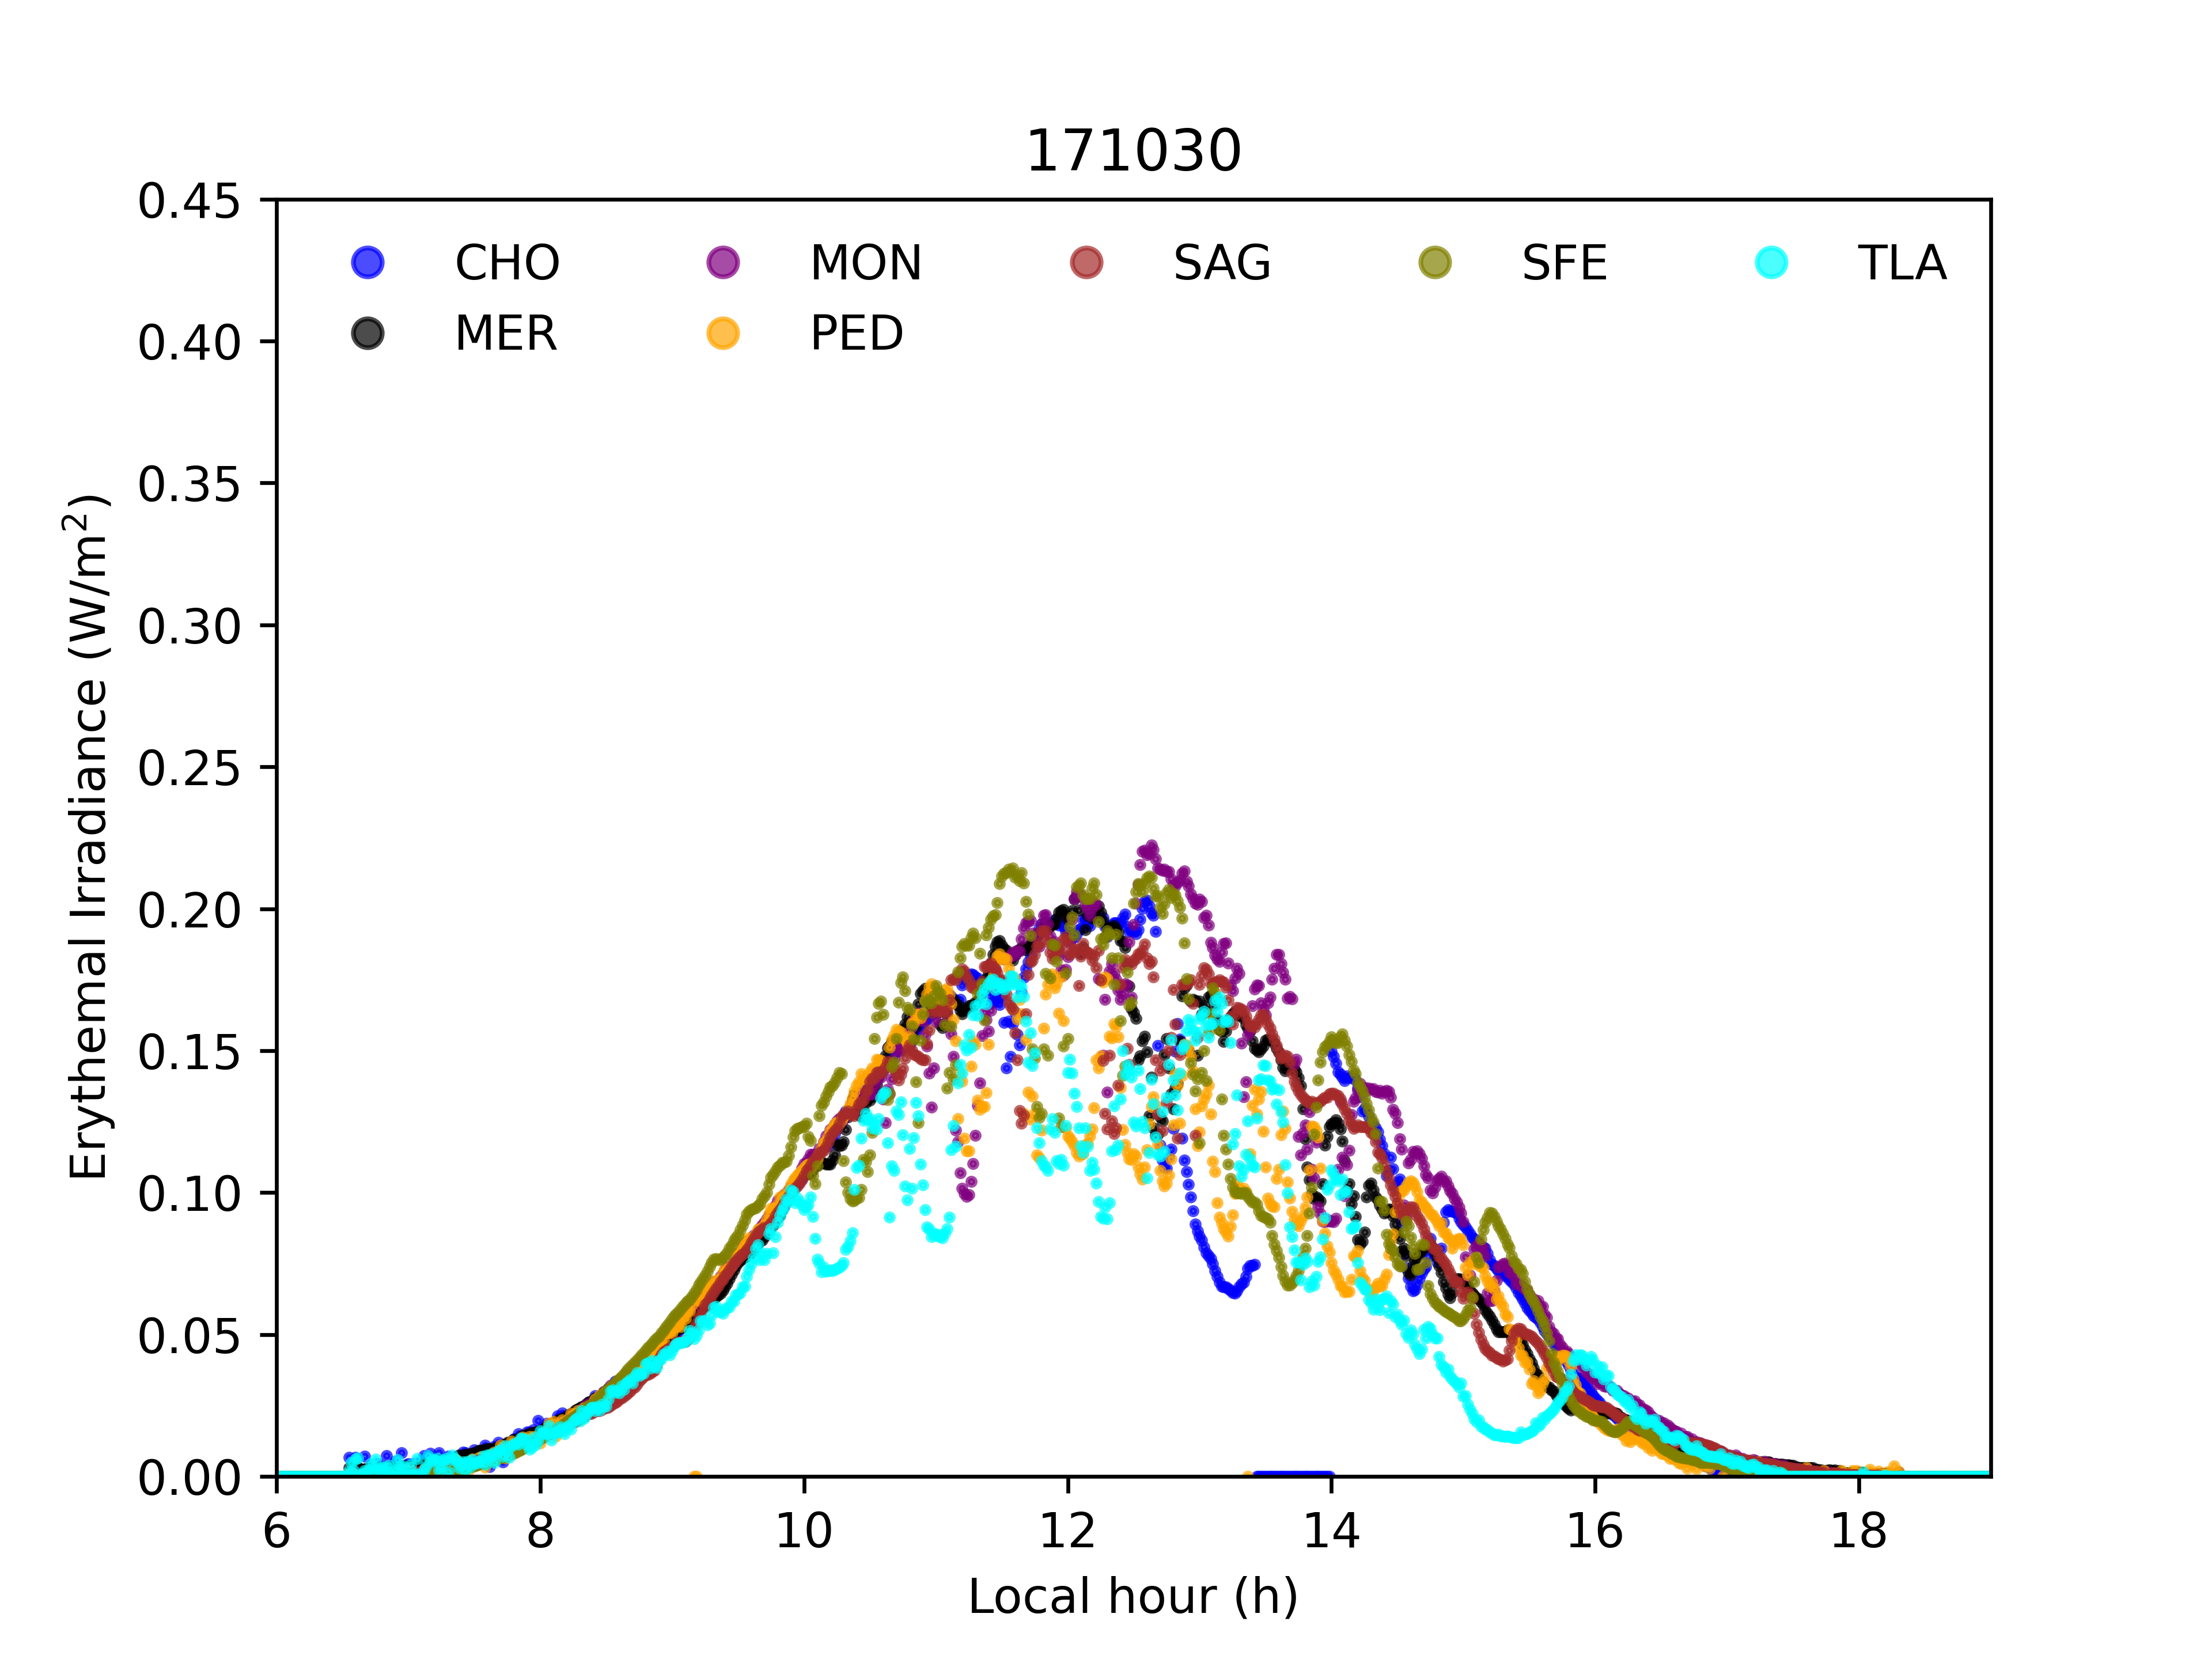 171030
0.45
CHO MON SAG SFE TLA
MER PED
0.40
0.35
0.30
0.25
0.20
0.15
0.10
0.05
0.00
Erythemal Irradiance (W/m²)
6 8 10 12 14 16 18
Local hour (h)